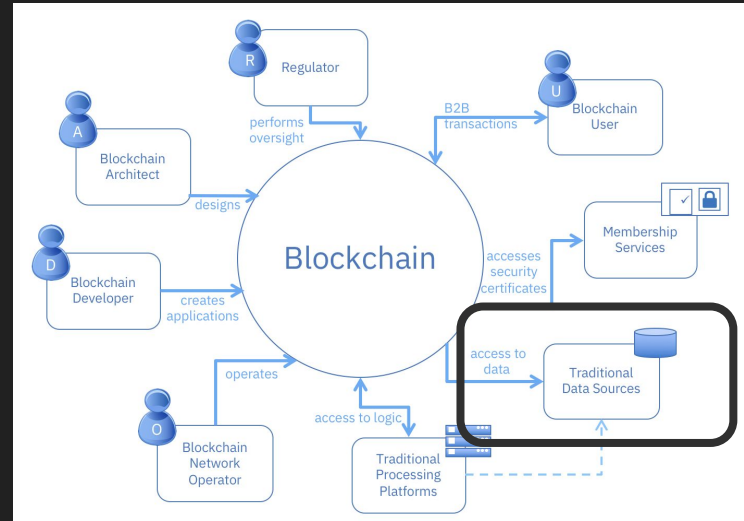 R
Regulator
performs
oversight
U
Blockchain
User
B2B
transactions
A
Blockchain
Architect
designs
Membership
Services
accesses
security
certificates
Blockchain
D
Blockchain
Developer
creates
applications
access to
data
Traditional
Data Sources
operates
O
Blockchain
Network
Operator
access to logic
Traditional
Processing
Platforms